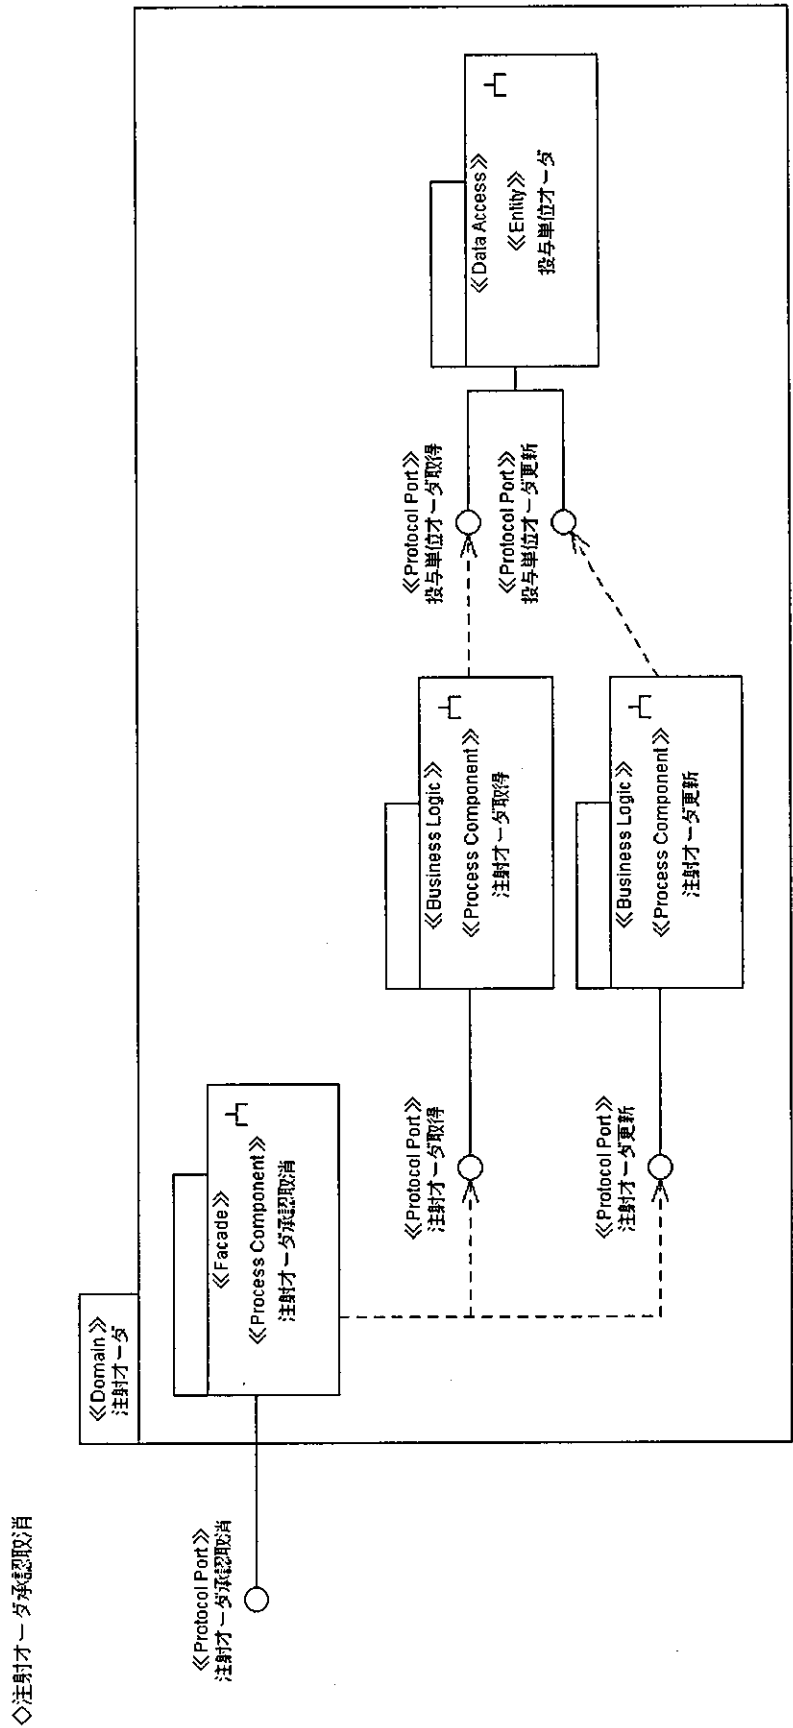 ◇注射オーダ承認取消
≪Domain≫
注射オーダ
≪Protocol Port≫
注射オーダ承認取消
≪Facade≫
≪Process Component≫
注射オーダ承認取消
≪Protocol Port≫
注射オーダ取得
≪Business Logic≫
≪Process Component≫
注射オーダ取得
≪Protocol Port≫
投与単位オーダ取得
≪Protocol Port≫
投与単位オーダ更新
≪Data Access≫
≪Entity≫
投与単位オーダ
≪Protocol Port≫
注射オーダ更新
≪Business Logic≫
≪Process Component≫
注射オーダ更新